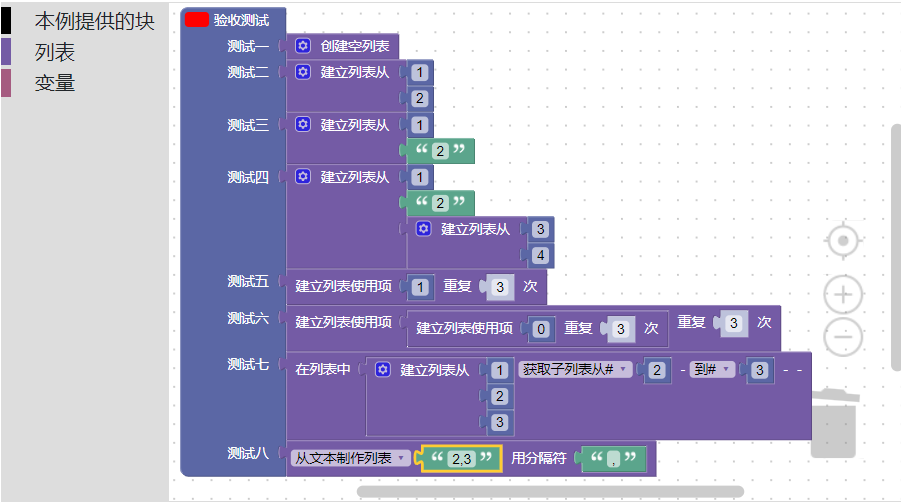 本例提供的块
列表
变量
验收测试
测试一 创建空列表
测试二 建立列表从 1
2
测试三 建立列表从 1
“ 2 ”
测试四 建立列表从 1
“ 2 ”
建立列表从 3
4
测试五 建立列表使用项 1 重复 3 次
测试六 建立列表使用项 建立列表使用项 0 重复 3 次 重复 3 次
测试七 在列表中 建立列表从 1 获取子列表从# 2 - 到# 3 - -
2
3
测试八 从文本制作列表 “ 2,3 ” 用分隔符 “ , ”